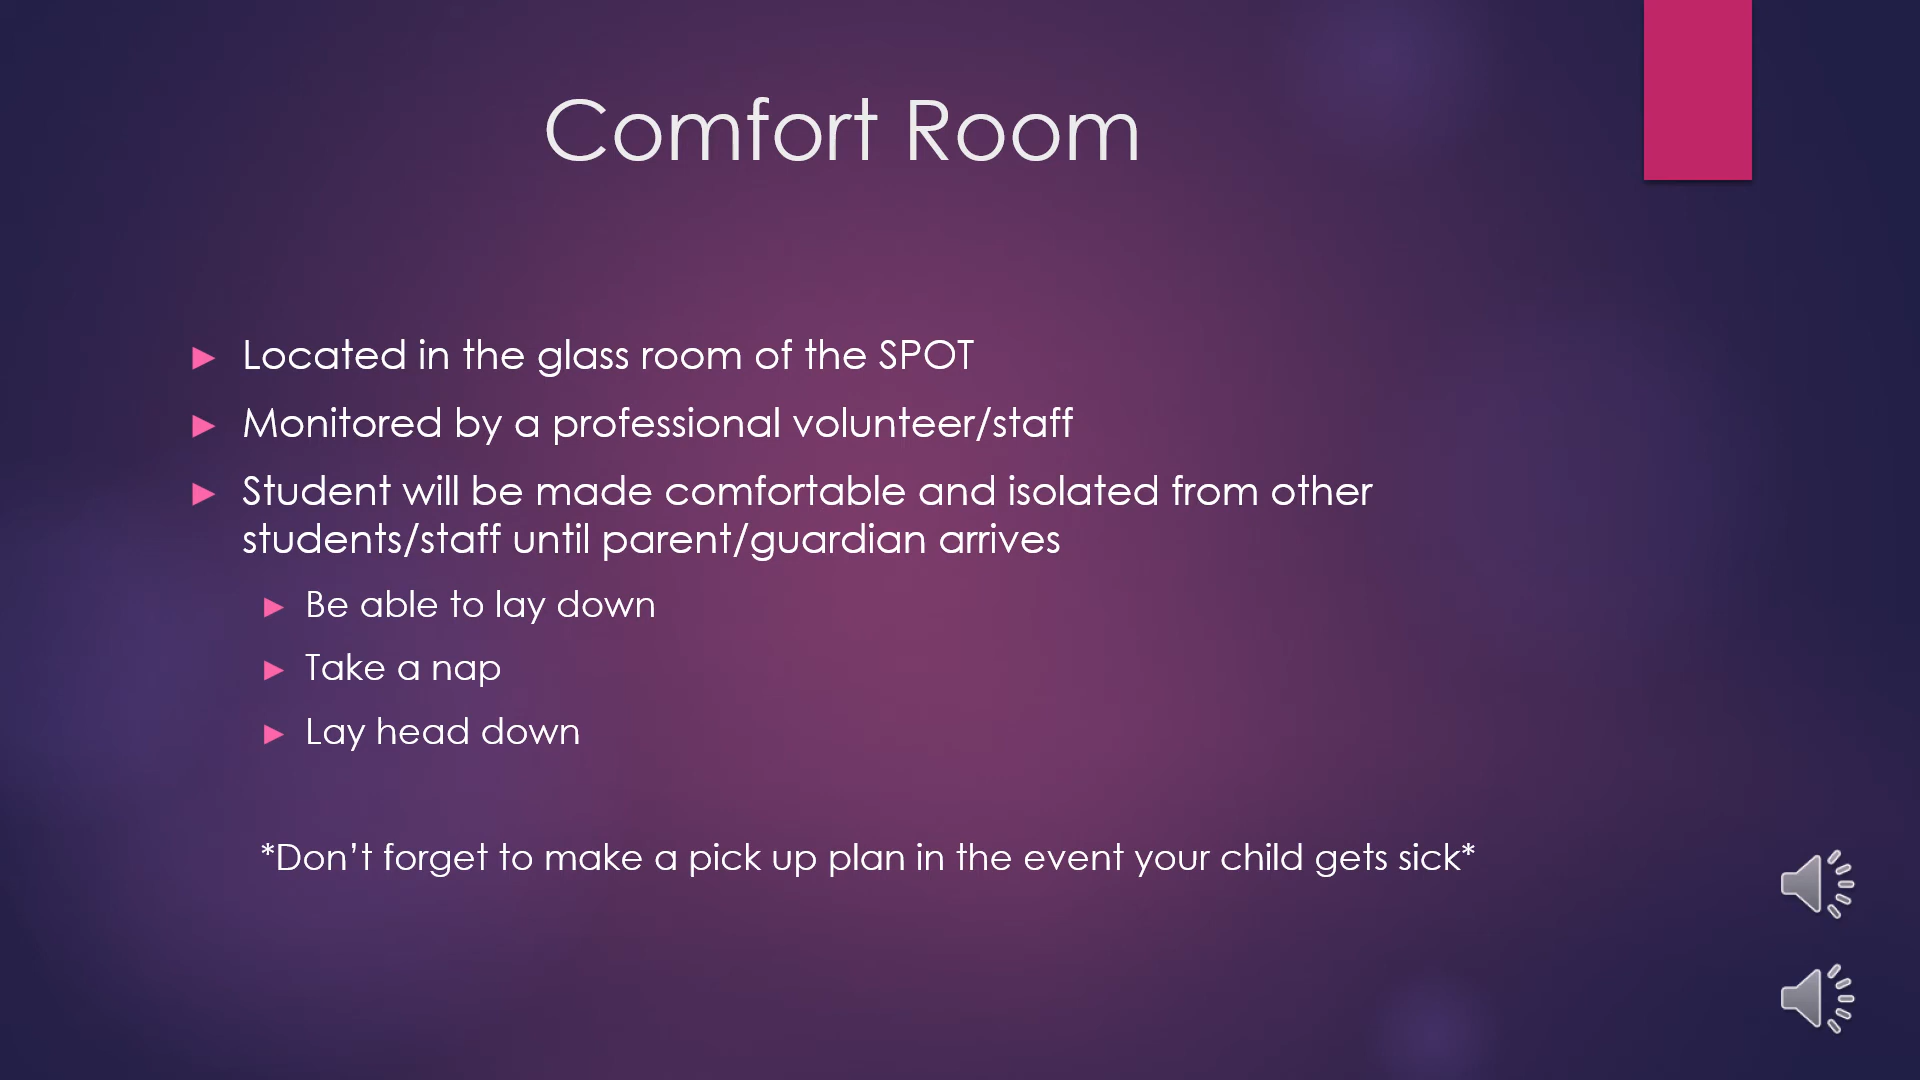 Comfort Room
Located in the glass room of the SPOT
Monitored by a professional volunteer/staff
Student will be made comfortable and isolated from other
students/staff until parent/guardian arrives
Be able to lay down
Take a nap
Lay head down
*Don’t forget to make a pick up plan in the event your child gets sick*